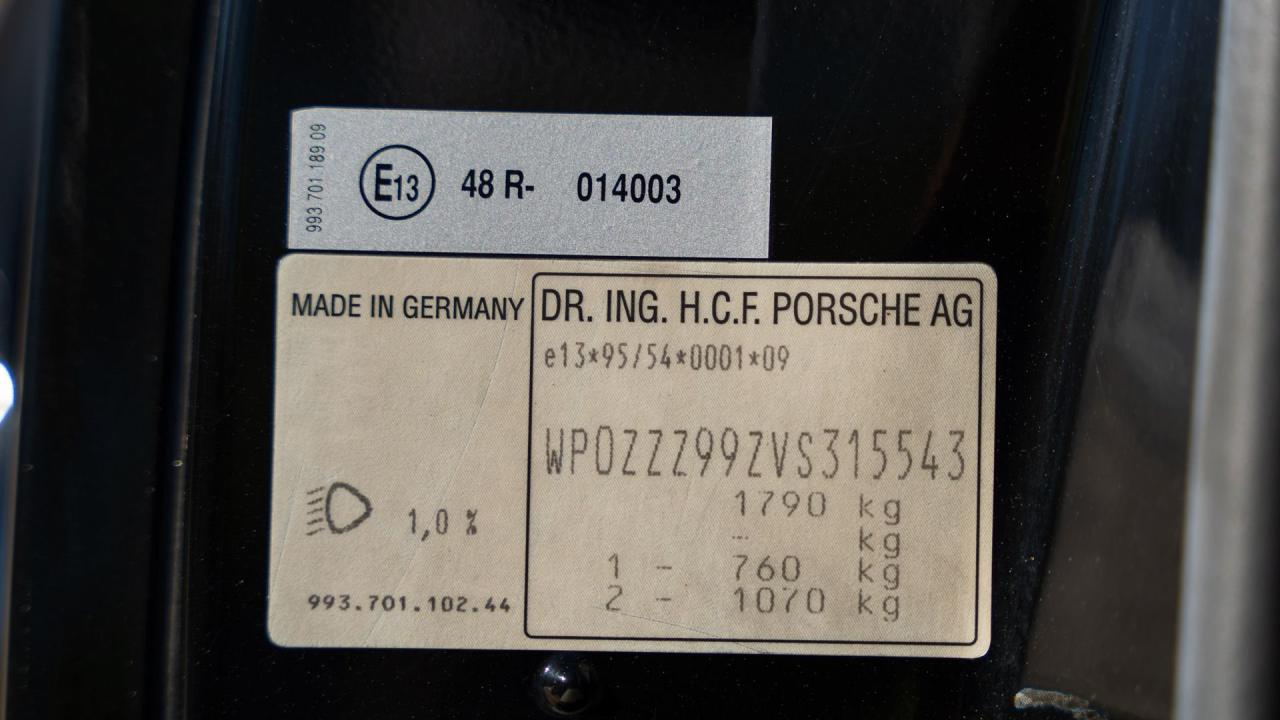 993 701 189 09
E13 48 R- 014003
MADE IN GERMANY
DR. ING. H.C.F. PORSCHE AG
e13*95/54*0001*09
WP0ZZZ99ZVS315543
1790 kg
-- kg
1 - 760 kg
2 - 1070 kg
1,0 %
993.701.102.44